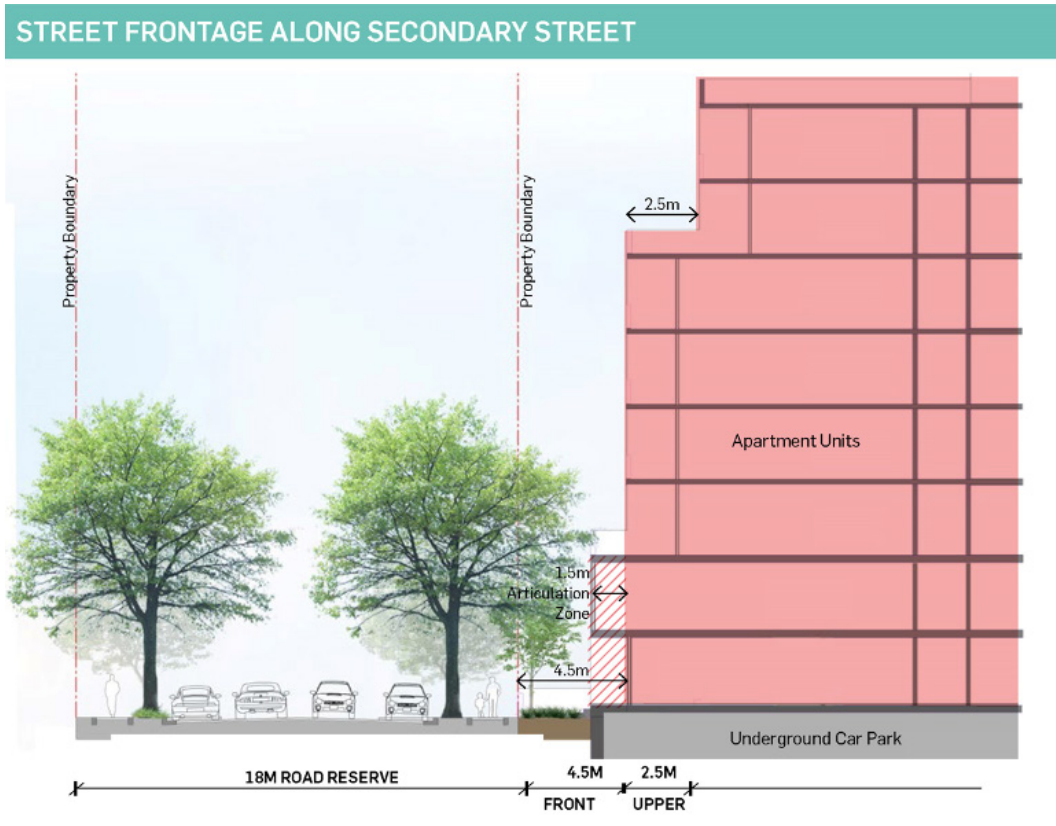 STREET FRONTAGE ALONG SECONDARY STREET
Property Boundary
Property Boundary
2.5m
Apartment Units
1.5m
Articulation
Zone
4.5m
Underground Car Park
18M ROAD RESERVE
4.5M
FRONT
2.5M
UPPER